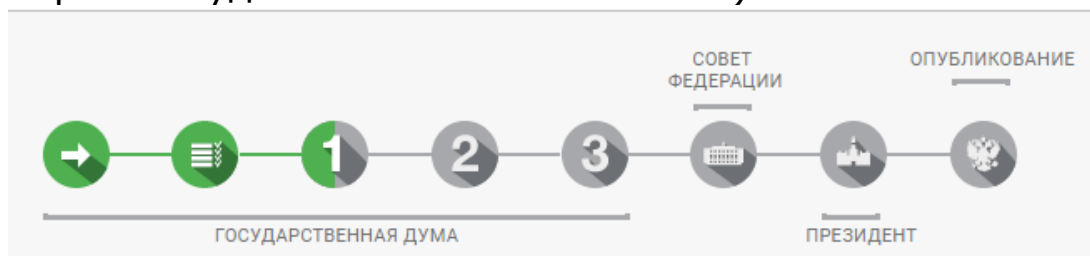 СОВЕТ
ФЕДЕРАЦИИ
ОПУБЛИКОВАНИЕ
1
2
3
ГОСУДАРСТВЕННАЯ ДУМА
ПРЕЗИДЕНТ